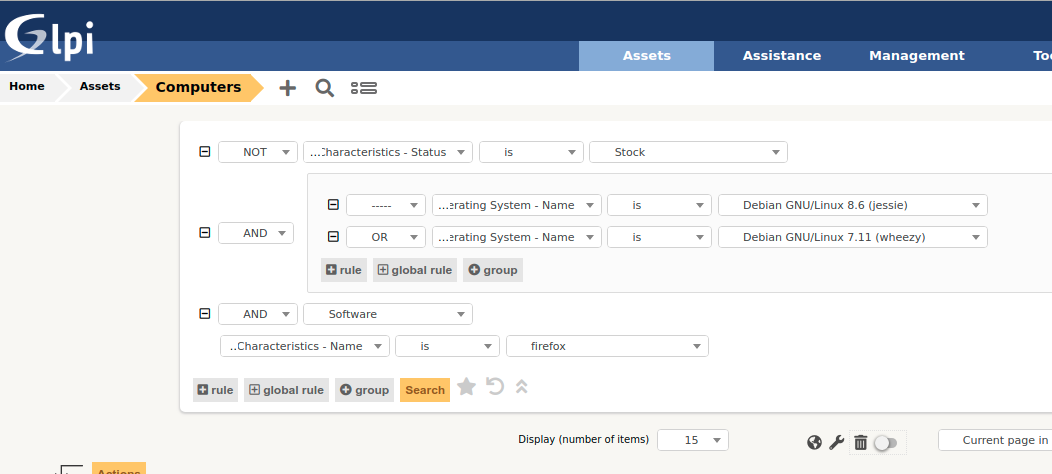 Glpi
Assets Assistance Management Too
Home Assets Computers
NOT ...Characteristics - Status is Stock
----- ...erating System - Name is Debian GNU/Linux 8.6 (jessie)
AND
OR ...erating System - Name is Debian GNU/Linux 7.11 (wheezy)
rule global rule group
AND Software
..Characteristics - Name is firefox
rule global rule group Search
Display (number of items) 15 Current page in
Actions